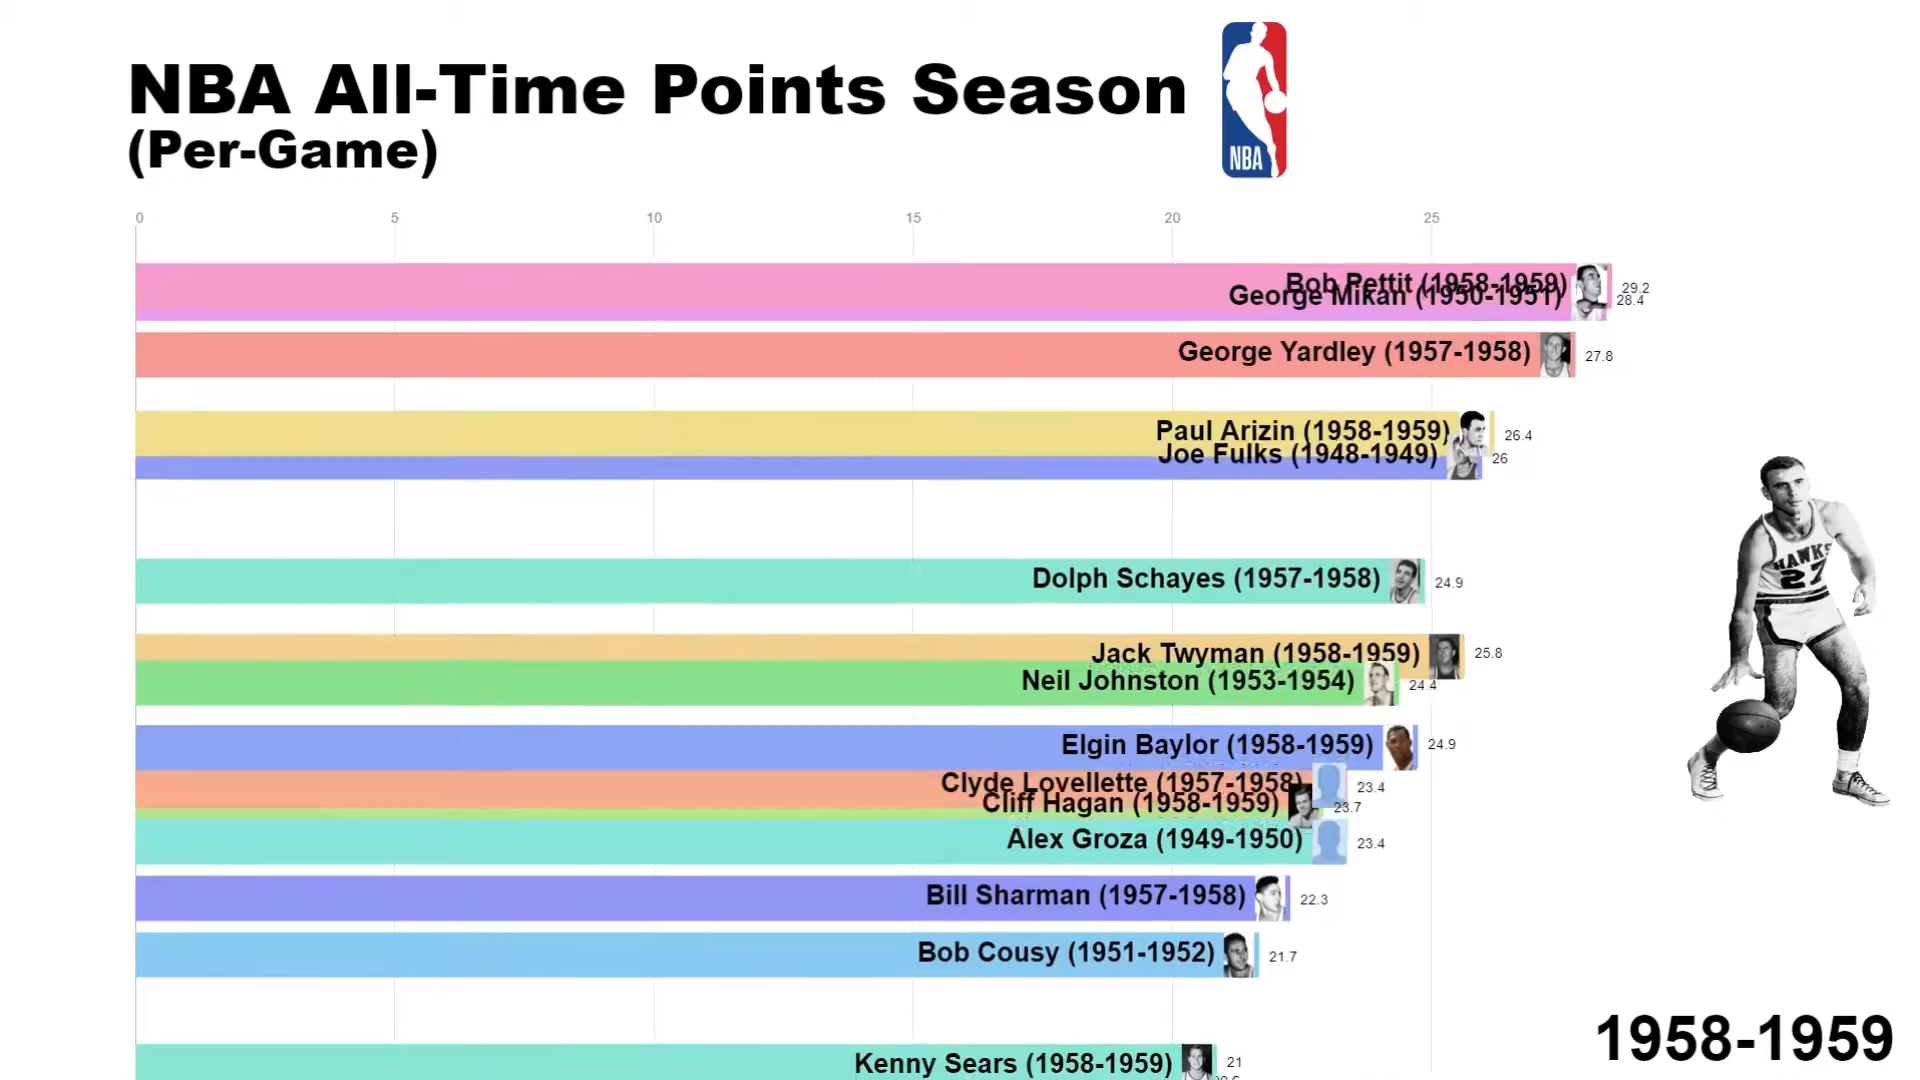 NBA All-Time Points Season
(Per-Game)
NBA
0 5 10 15 20 25
Bob Pettit (1958-1959) 29.2
George Mikan (1950-1951) 28.4
George Yardley (1957-1958) 27.8
Paul Arizin (1958-1959) 26.4
Joe Fulks (1948-1949) 26
HAWKS
27
Dolph Schayes (1957-1958) 24.9
Jack Twyman (1958-1959) 25.8
Neil Johnston (1953-1954) 24.4
Elgin Baylor (1958-1959) 24.9
Clyde Lovellette (1957-1958) 23.4
Cliff Hagan (1958-1959) 23.7
Alex Groza (1949-1950) 23.4
Bill Sharman (1957-1958) 22.3
Bob Cousy (1951-1952) 21.7
1958-1959
Kenny Sears (1958-1959) 21